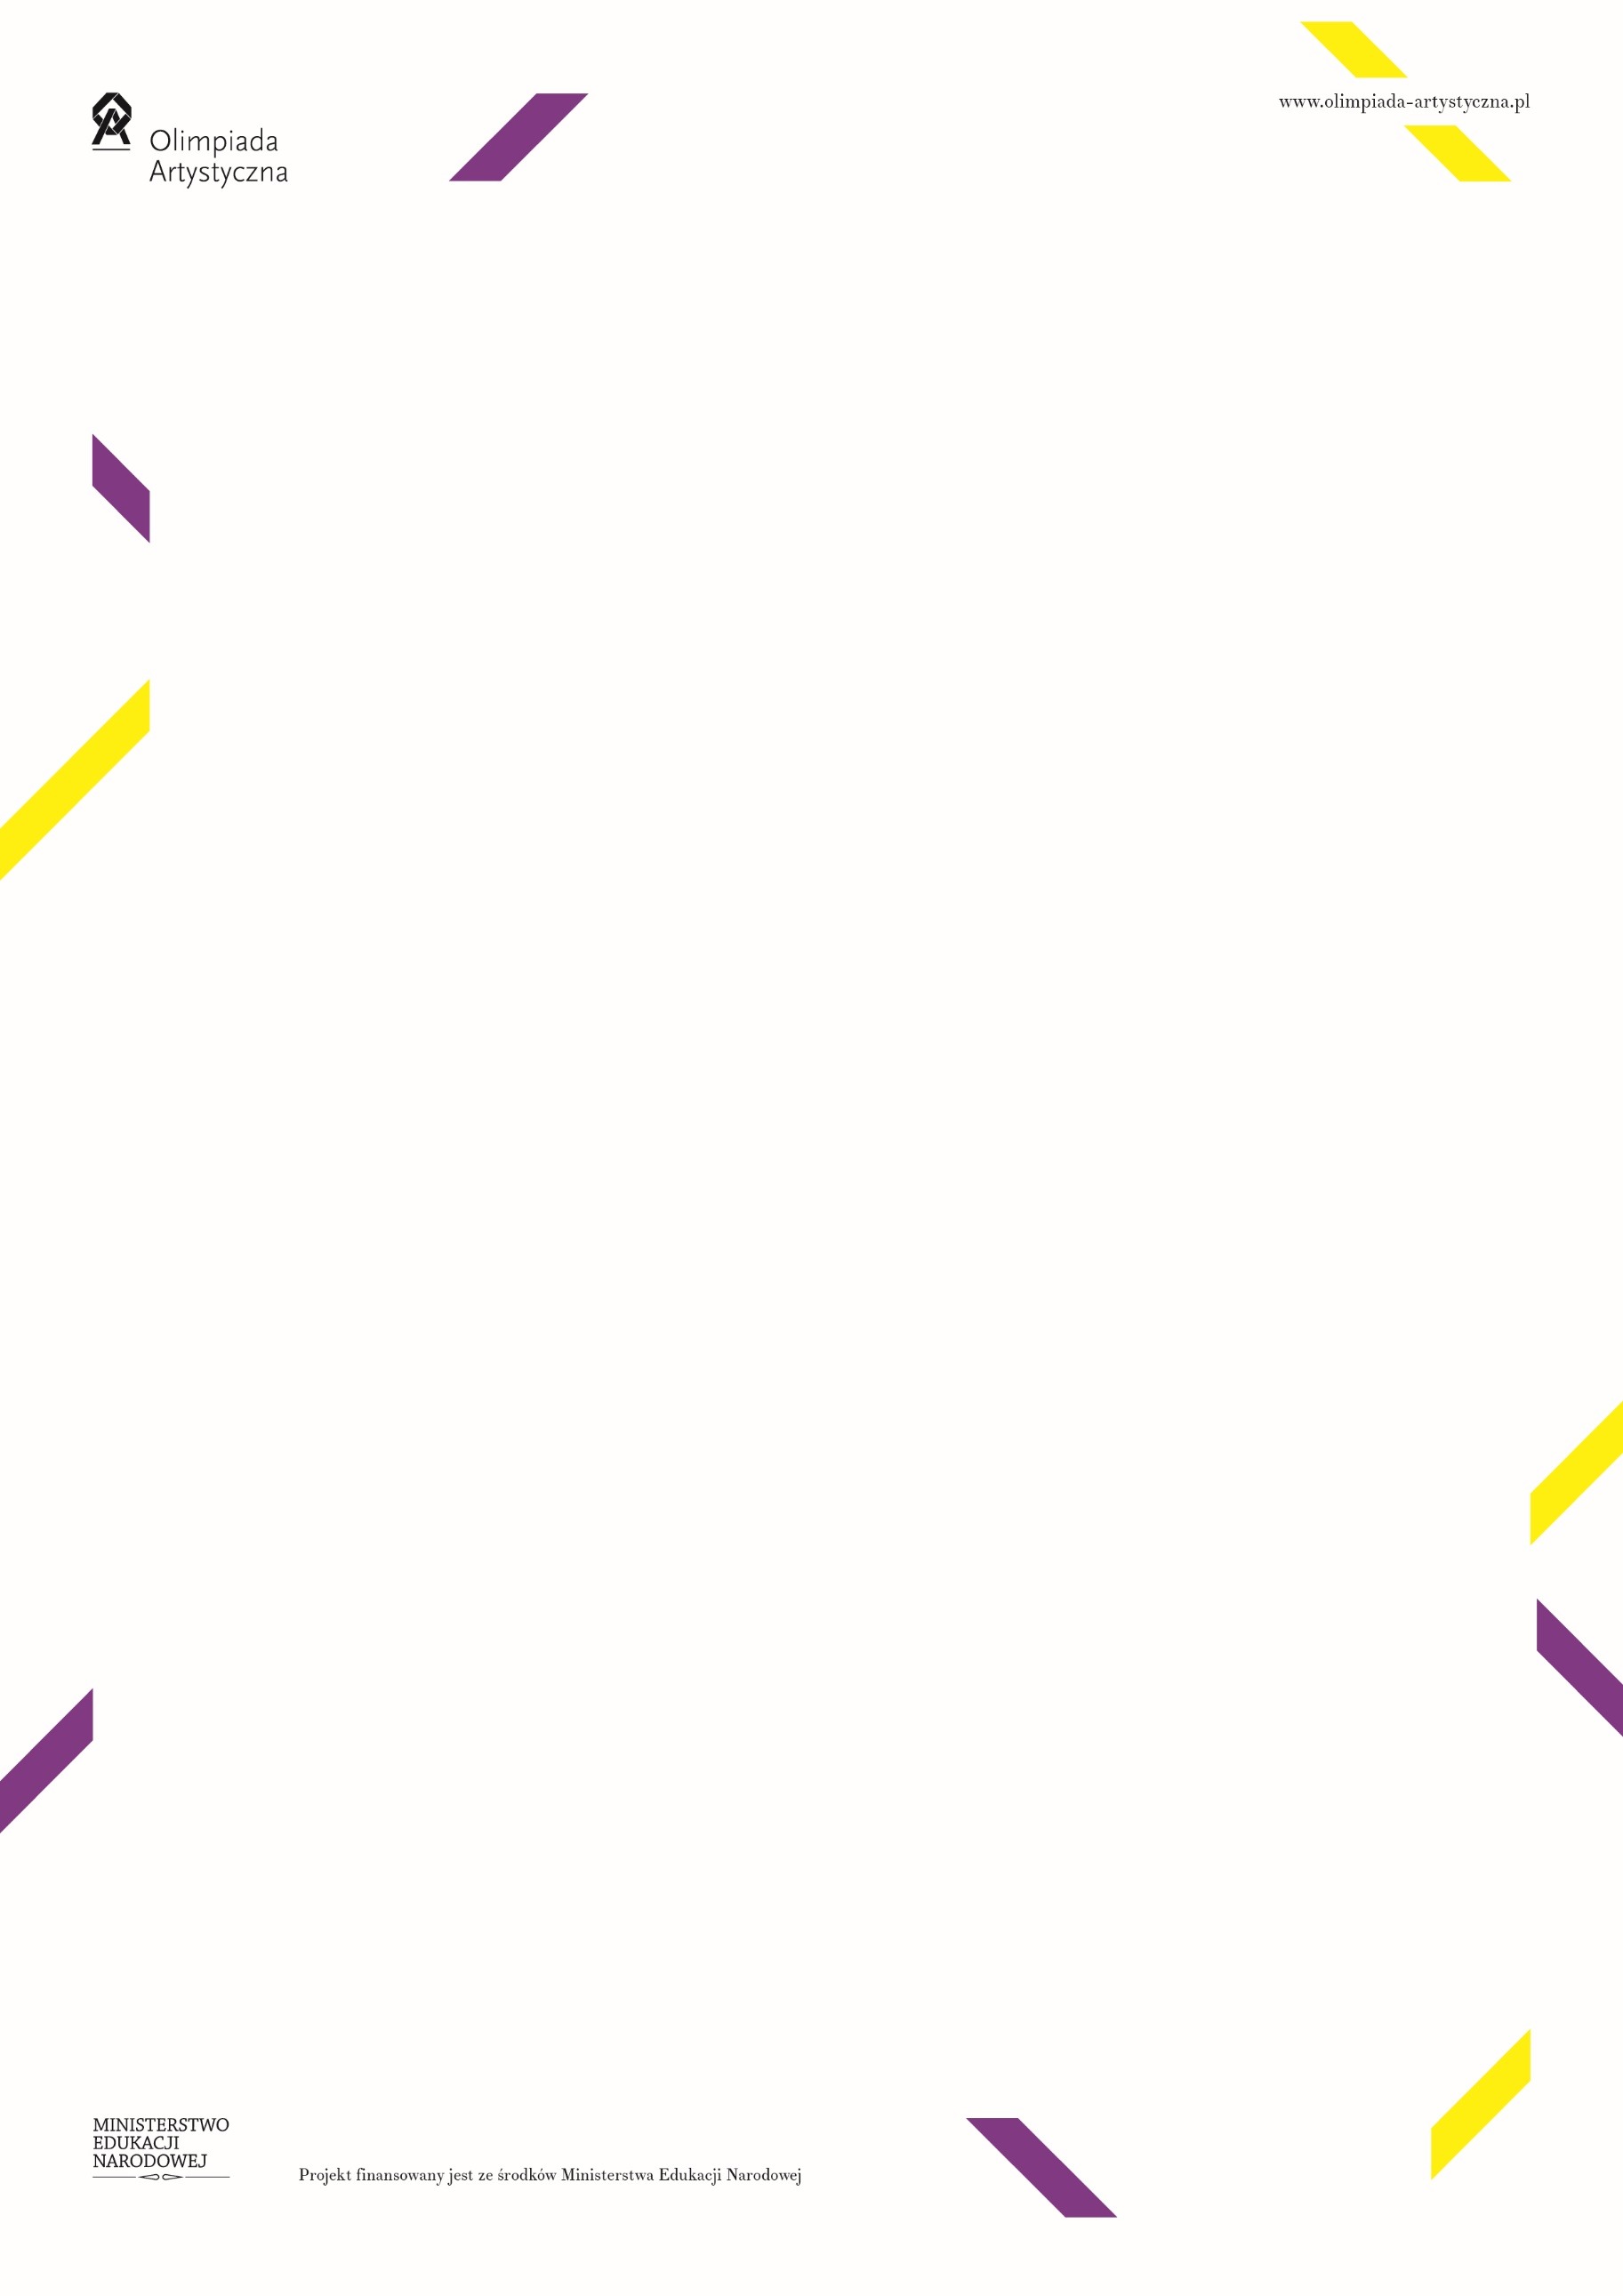 Olimpiada
Artystyczna
www.olimpiada-artystyczna.pl
MINISTERSTWO
EDUKACJI
NARODOWEJ
Projekt finansowany jest ze środków Ministerstwa Edukacji Narodowej